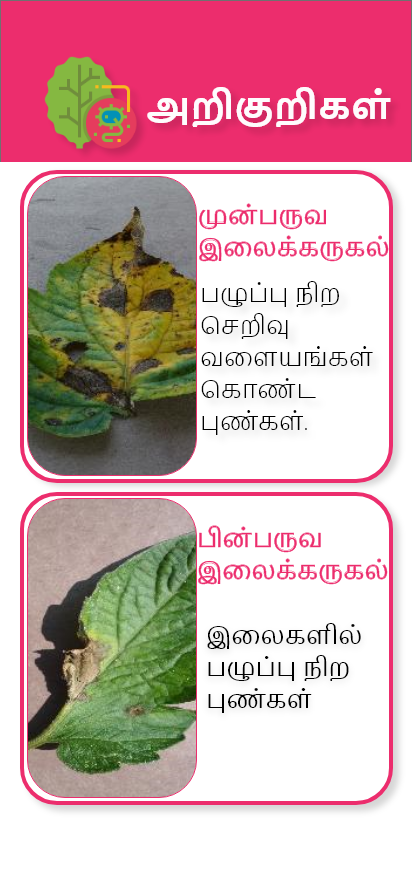 அறிகுறிகள்
முன்பருவ
இலைக்கருகல்
பழுப்பு நிற
செறிவு
வளையங்கள்
கொண்ட
புண்கள்.
பின்பருவ
இலைக்கருகல்
இலைகளில்
பழுப்பு நிற
புண்கள்